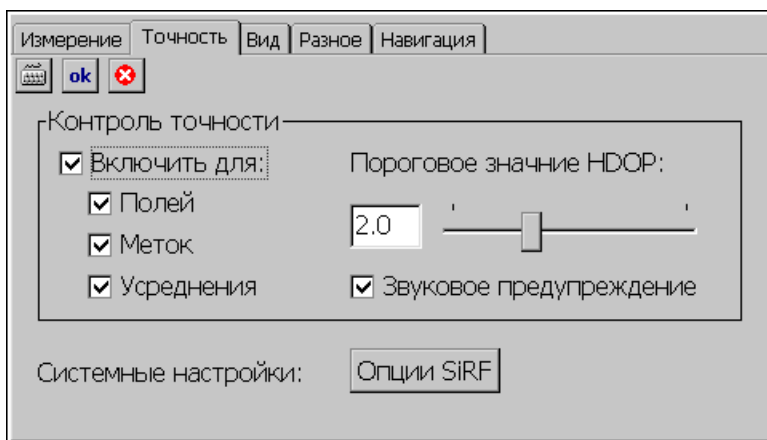 Измерение Точность Вид Разное Навигация
ok
Контроль точности
Включить для: Пороговое значние HDOP:
Полей
2.0
Меток
Усреднения Звуковое предупреждение
Системные настройки: Опции SiRF